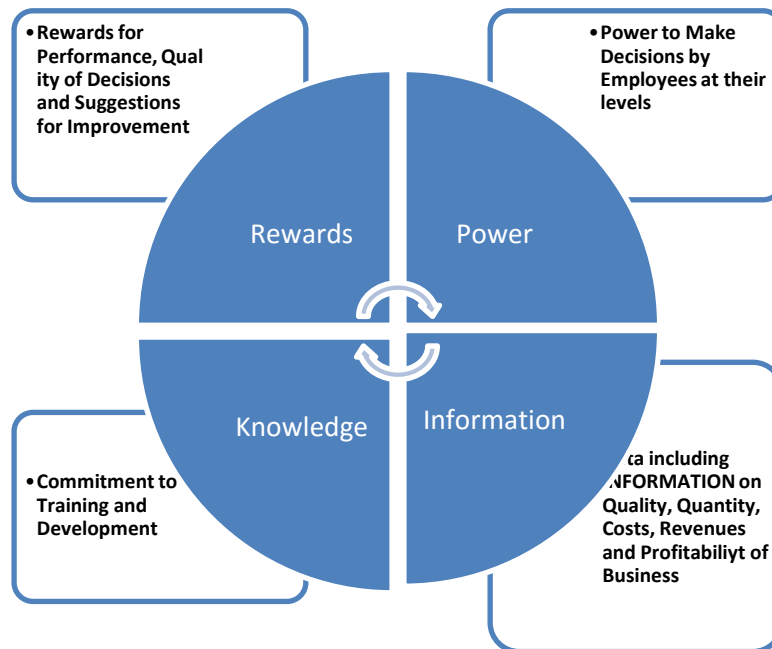 •Rewards for
Performance, Qual
ity of Decisions
and Suggestions
for Improvement
•Power to Make
Decisions by
Employees at their
levels
Rewards
Power
Knowledge
Information
•Commitment to
Training and
Development
including
INFORMATION on
Quality, Quantity,
Costs, Revenues
and Profitabiliyt of
Business